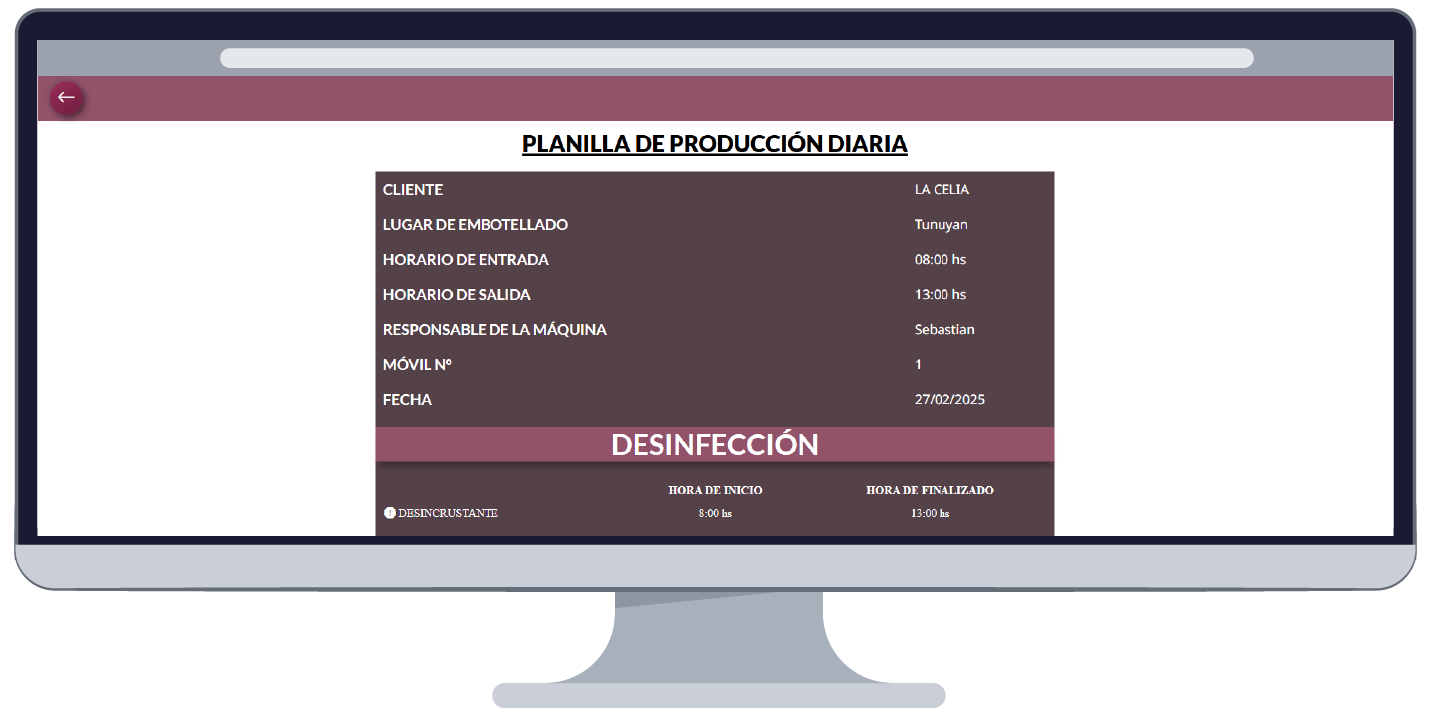 PLANILLA DE PRODUCCIÓN DIARIA
CLIENTE LA CELIA
LUGAR DE EMBOTELLADO Tunuyan
HORARIO DE ENTRADA 08:00 hs
HORARIO DE SALIDA 13:00 hs
RESPONSABLE DE LA MÁQUINA Sebastian
MÓVIL Nº 1
FECHA 27/02/2025
DESINFECCIÓN
HORA DE INICIO HORA DE FINALIZADO
DESINCRUSTANTE 8:00 hs 13:00 hs